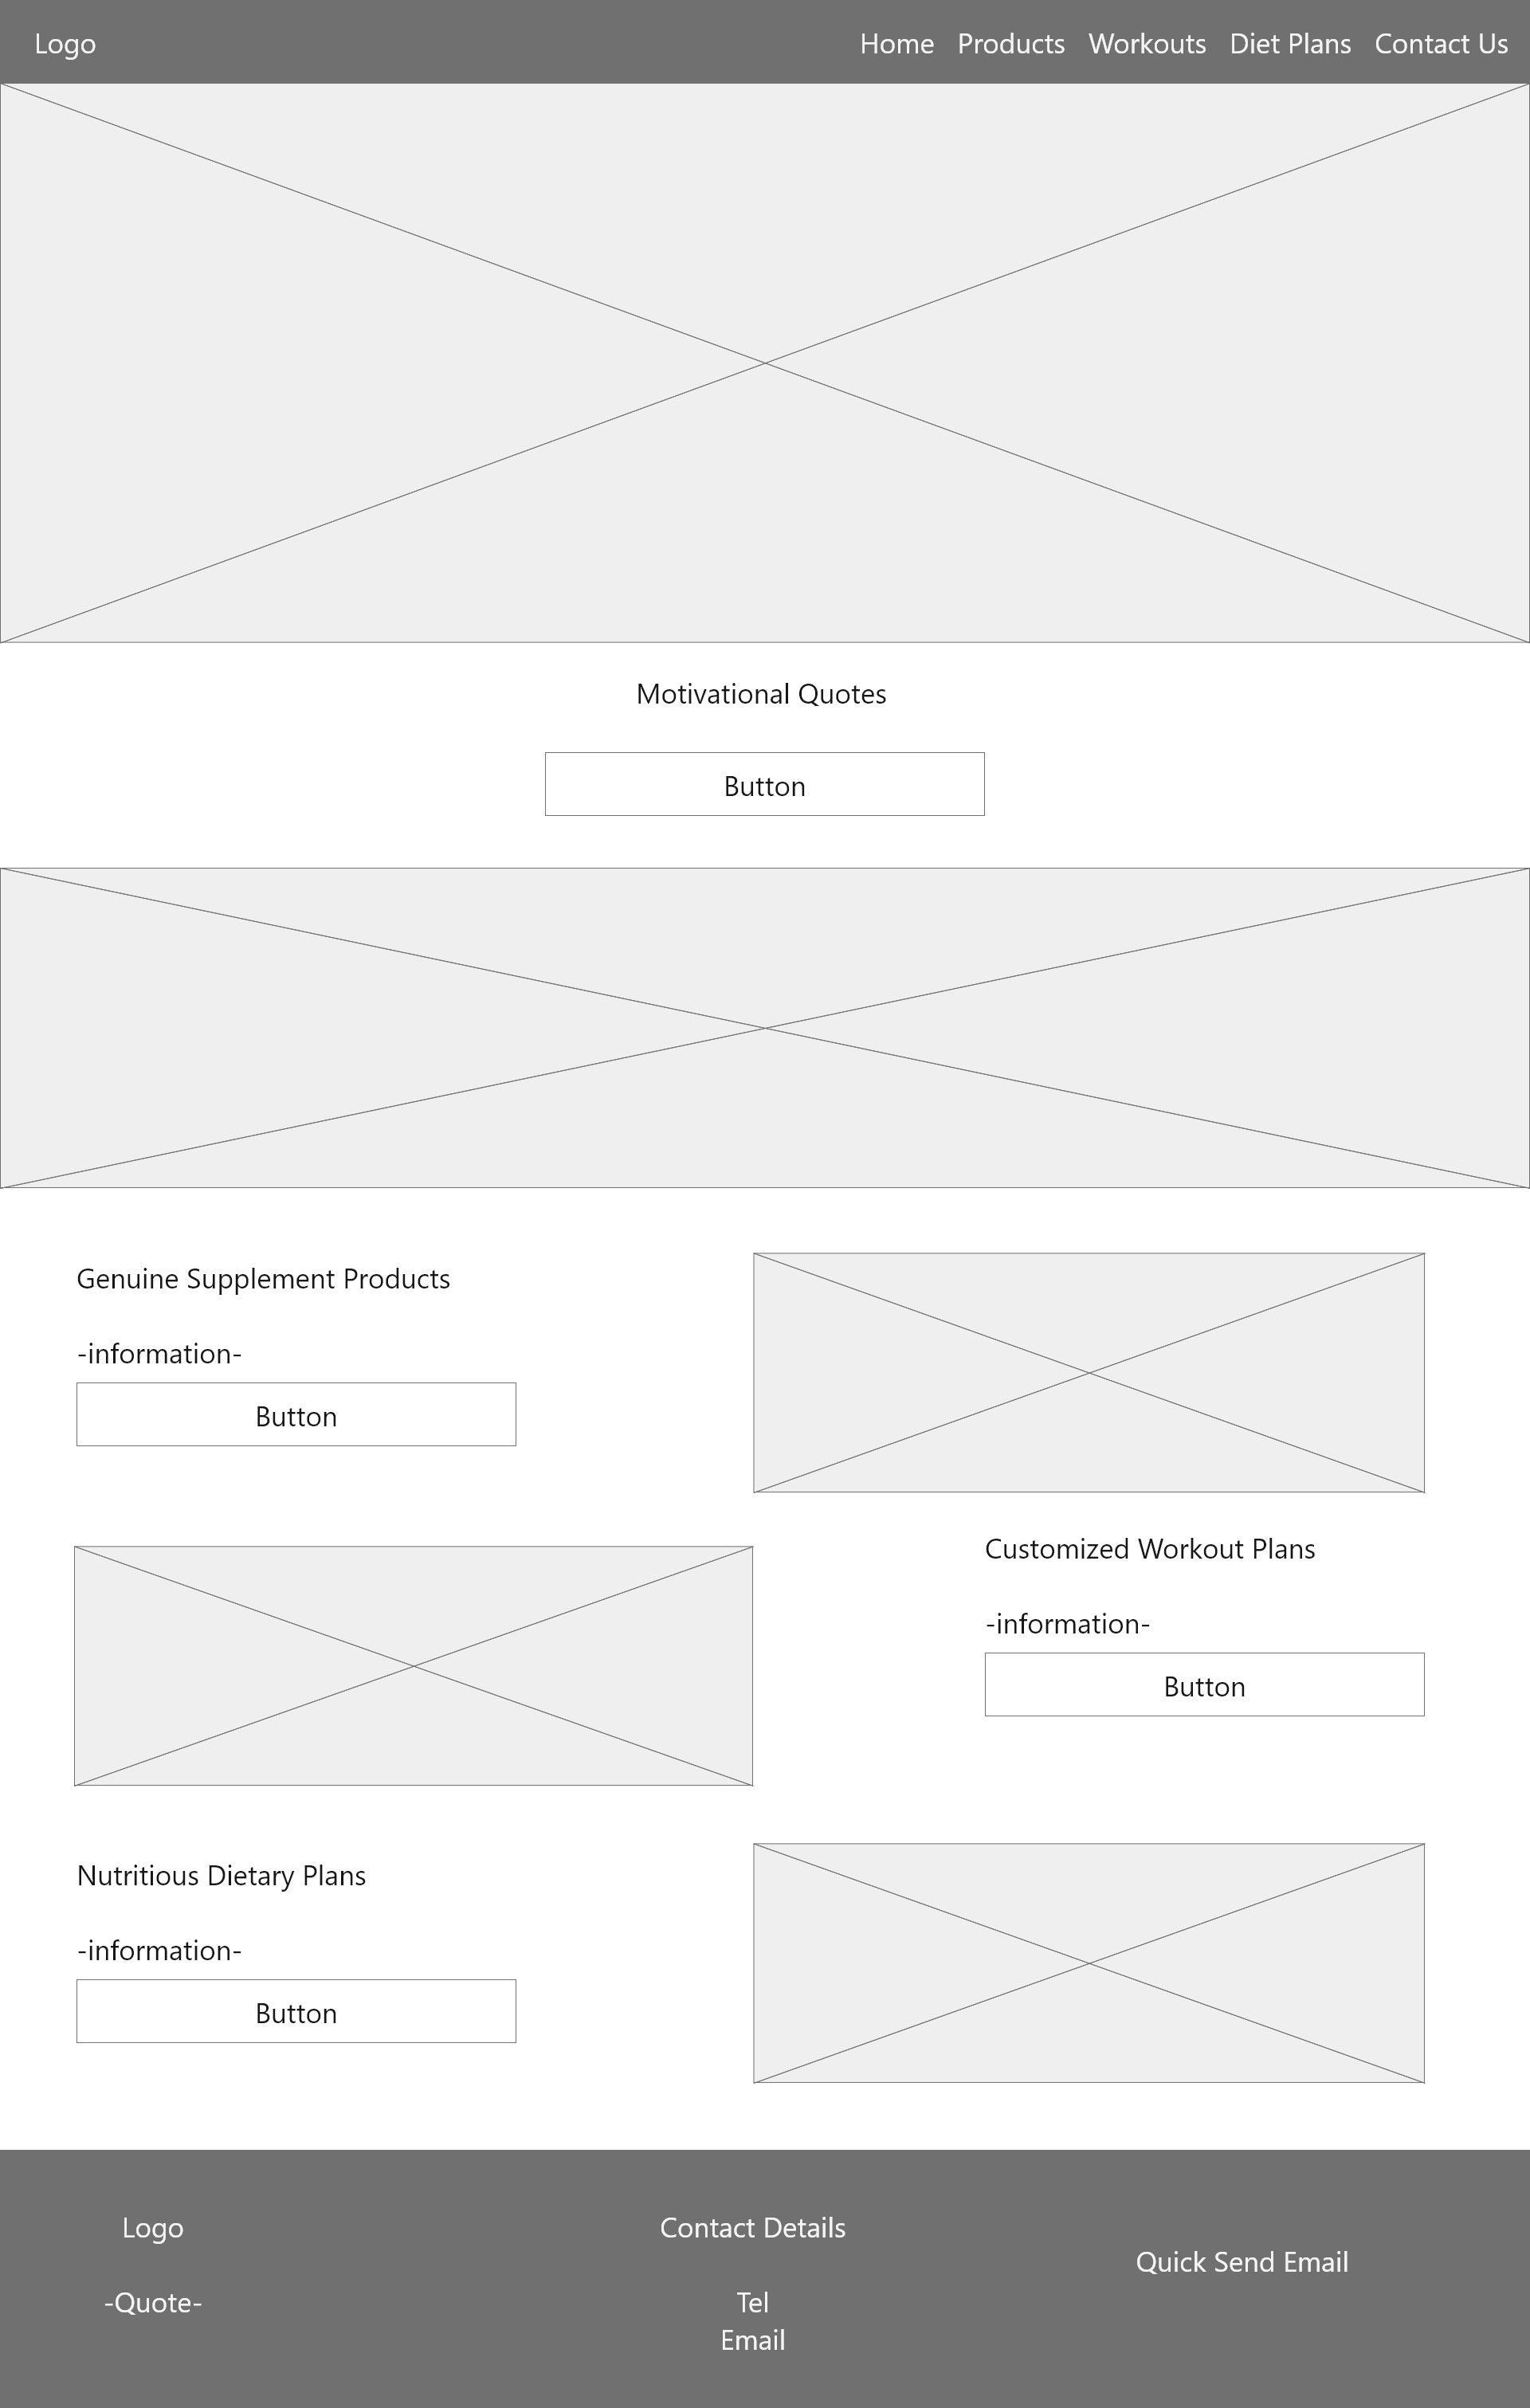 Logo
Home Products Workouts Diet Plans Contact Us
Motivational Quotes
Button
Genuine Supplement Products
-information-
Button
Customized Workout Plans
-information-
Button
Nutritious Dietary Plans
-information-
Button
Logo
-Quote-
Contact Details
Tel
Email
Quick Send Email